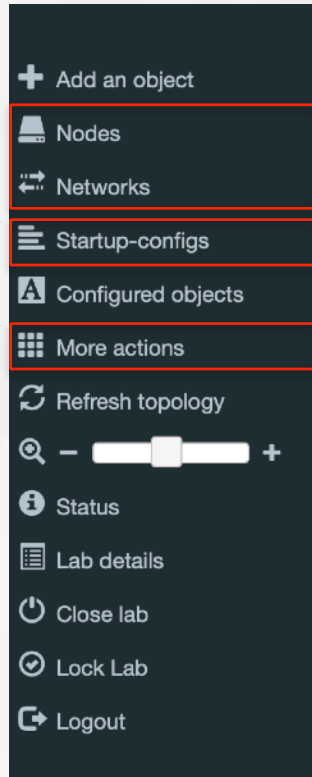 Add an object
Nodes
Networks
Startup-configs
A Configured objects
More actions
Refresh topology
− +
Status
Lab details
Close lab
Lock Lab
Logout